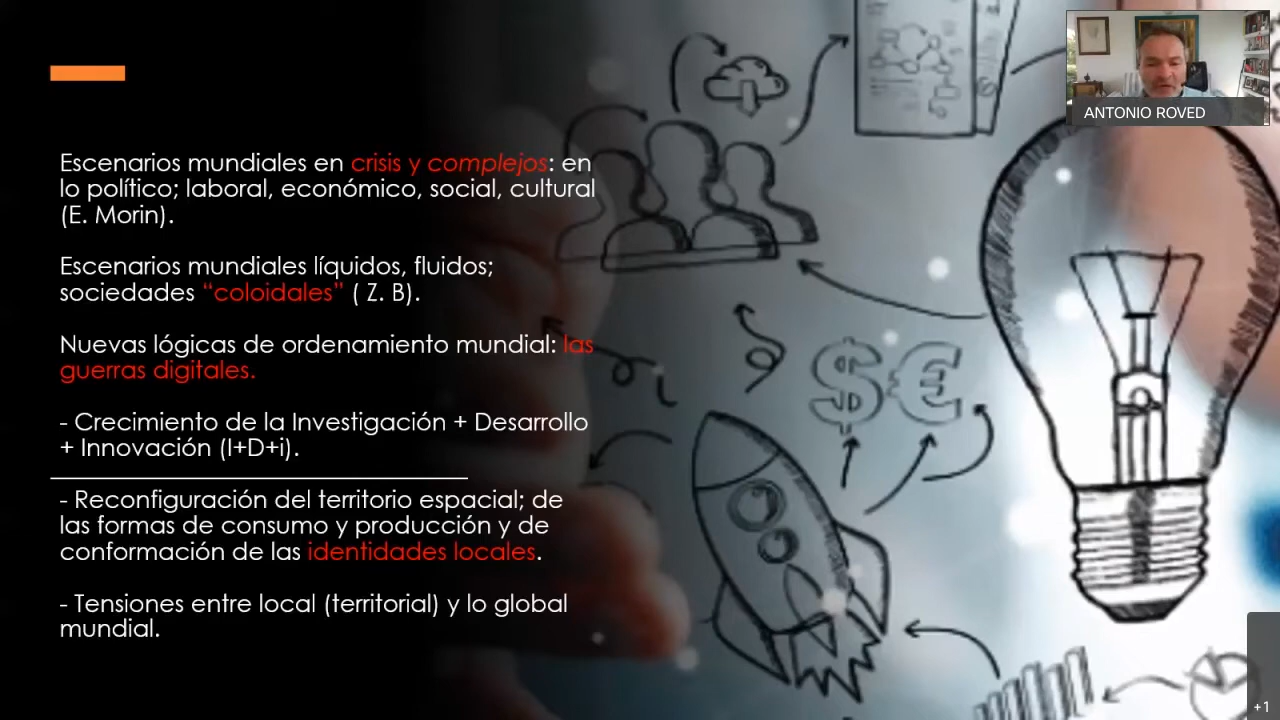 ANTONIO ROVED
Escenarios mundiales en crisis y complejos: en
lo político; laboral, económico, social, cultural
(E. Morin).
Escenarios mundiales líquidos, fluidos;
sociedades “coloidales” ( Z. B).
Nuevas lógicas de ordenamiento mundial: las
guerras digitales.
- Crecimiento de la Investigación + Desarrollo
+ Innovación (I+D+i).
- Reconfiguración del territorio espacial; de
las formas de consumo y producción y de
conformación de las identidades locales.
- Tensiones entre local (territorial) y lo global
mundial.
$ €
+1